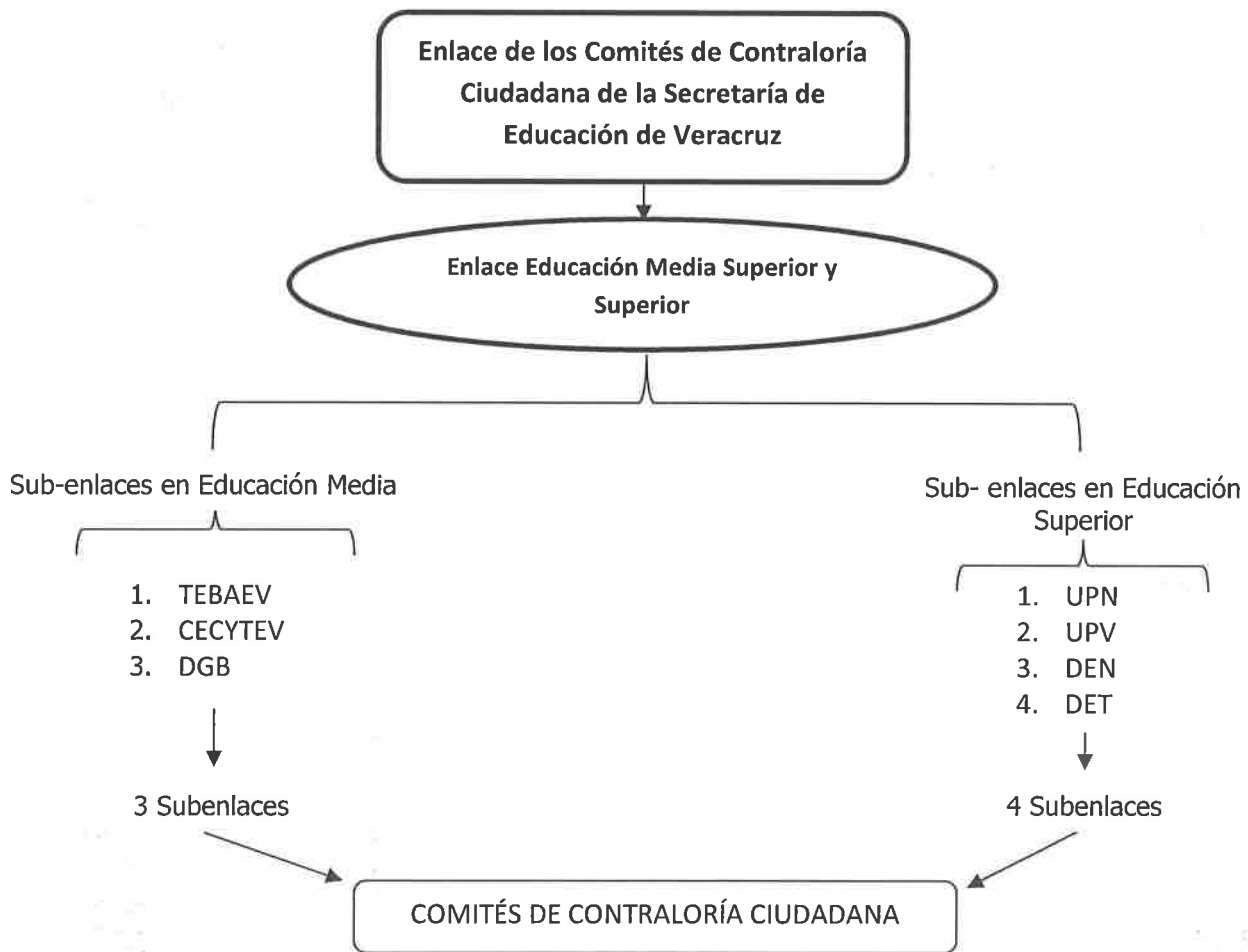 Enlace de los Comités de Contraloría
Ciudadana de la Secretaría de
Educación de Veracruz
Enlace Educación Media Superior y
Superior
Sub-enlaces en Educación Media
1. TEBAEV
2. CECYTEV
3. DGB
3 Subenlaces
Sub- enlaces en Educación
Superior
1. UPN
2. UPV
3. DEN
4. DET
4 Subenlaces
COMITÉS DE CONTRALORÍA CIUDADANA